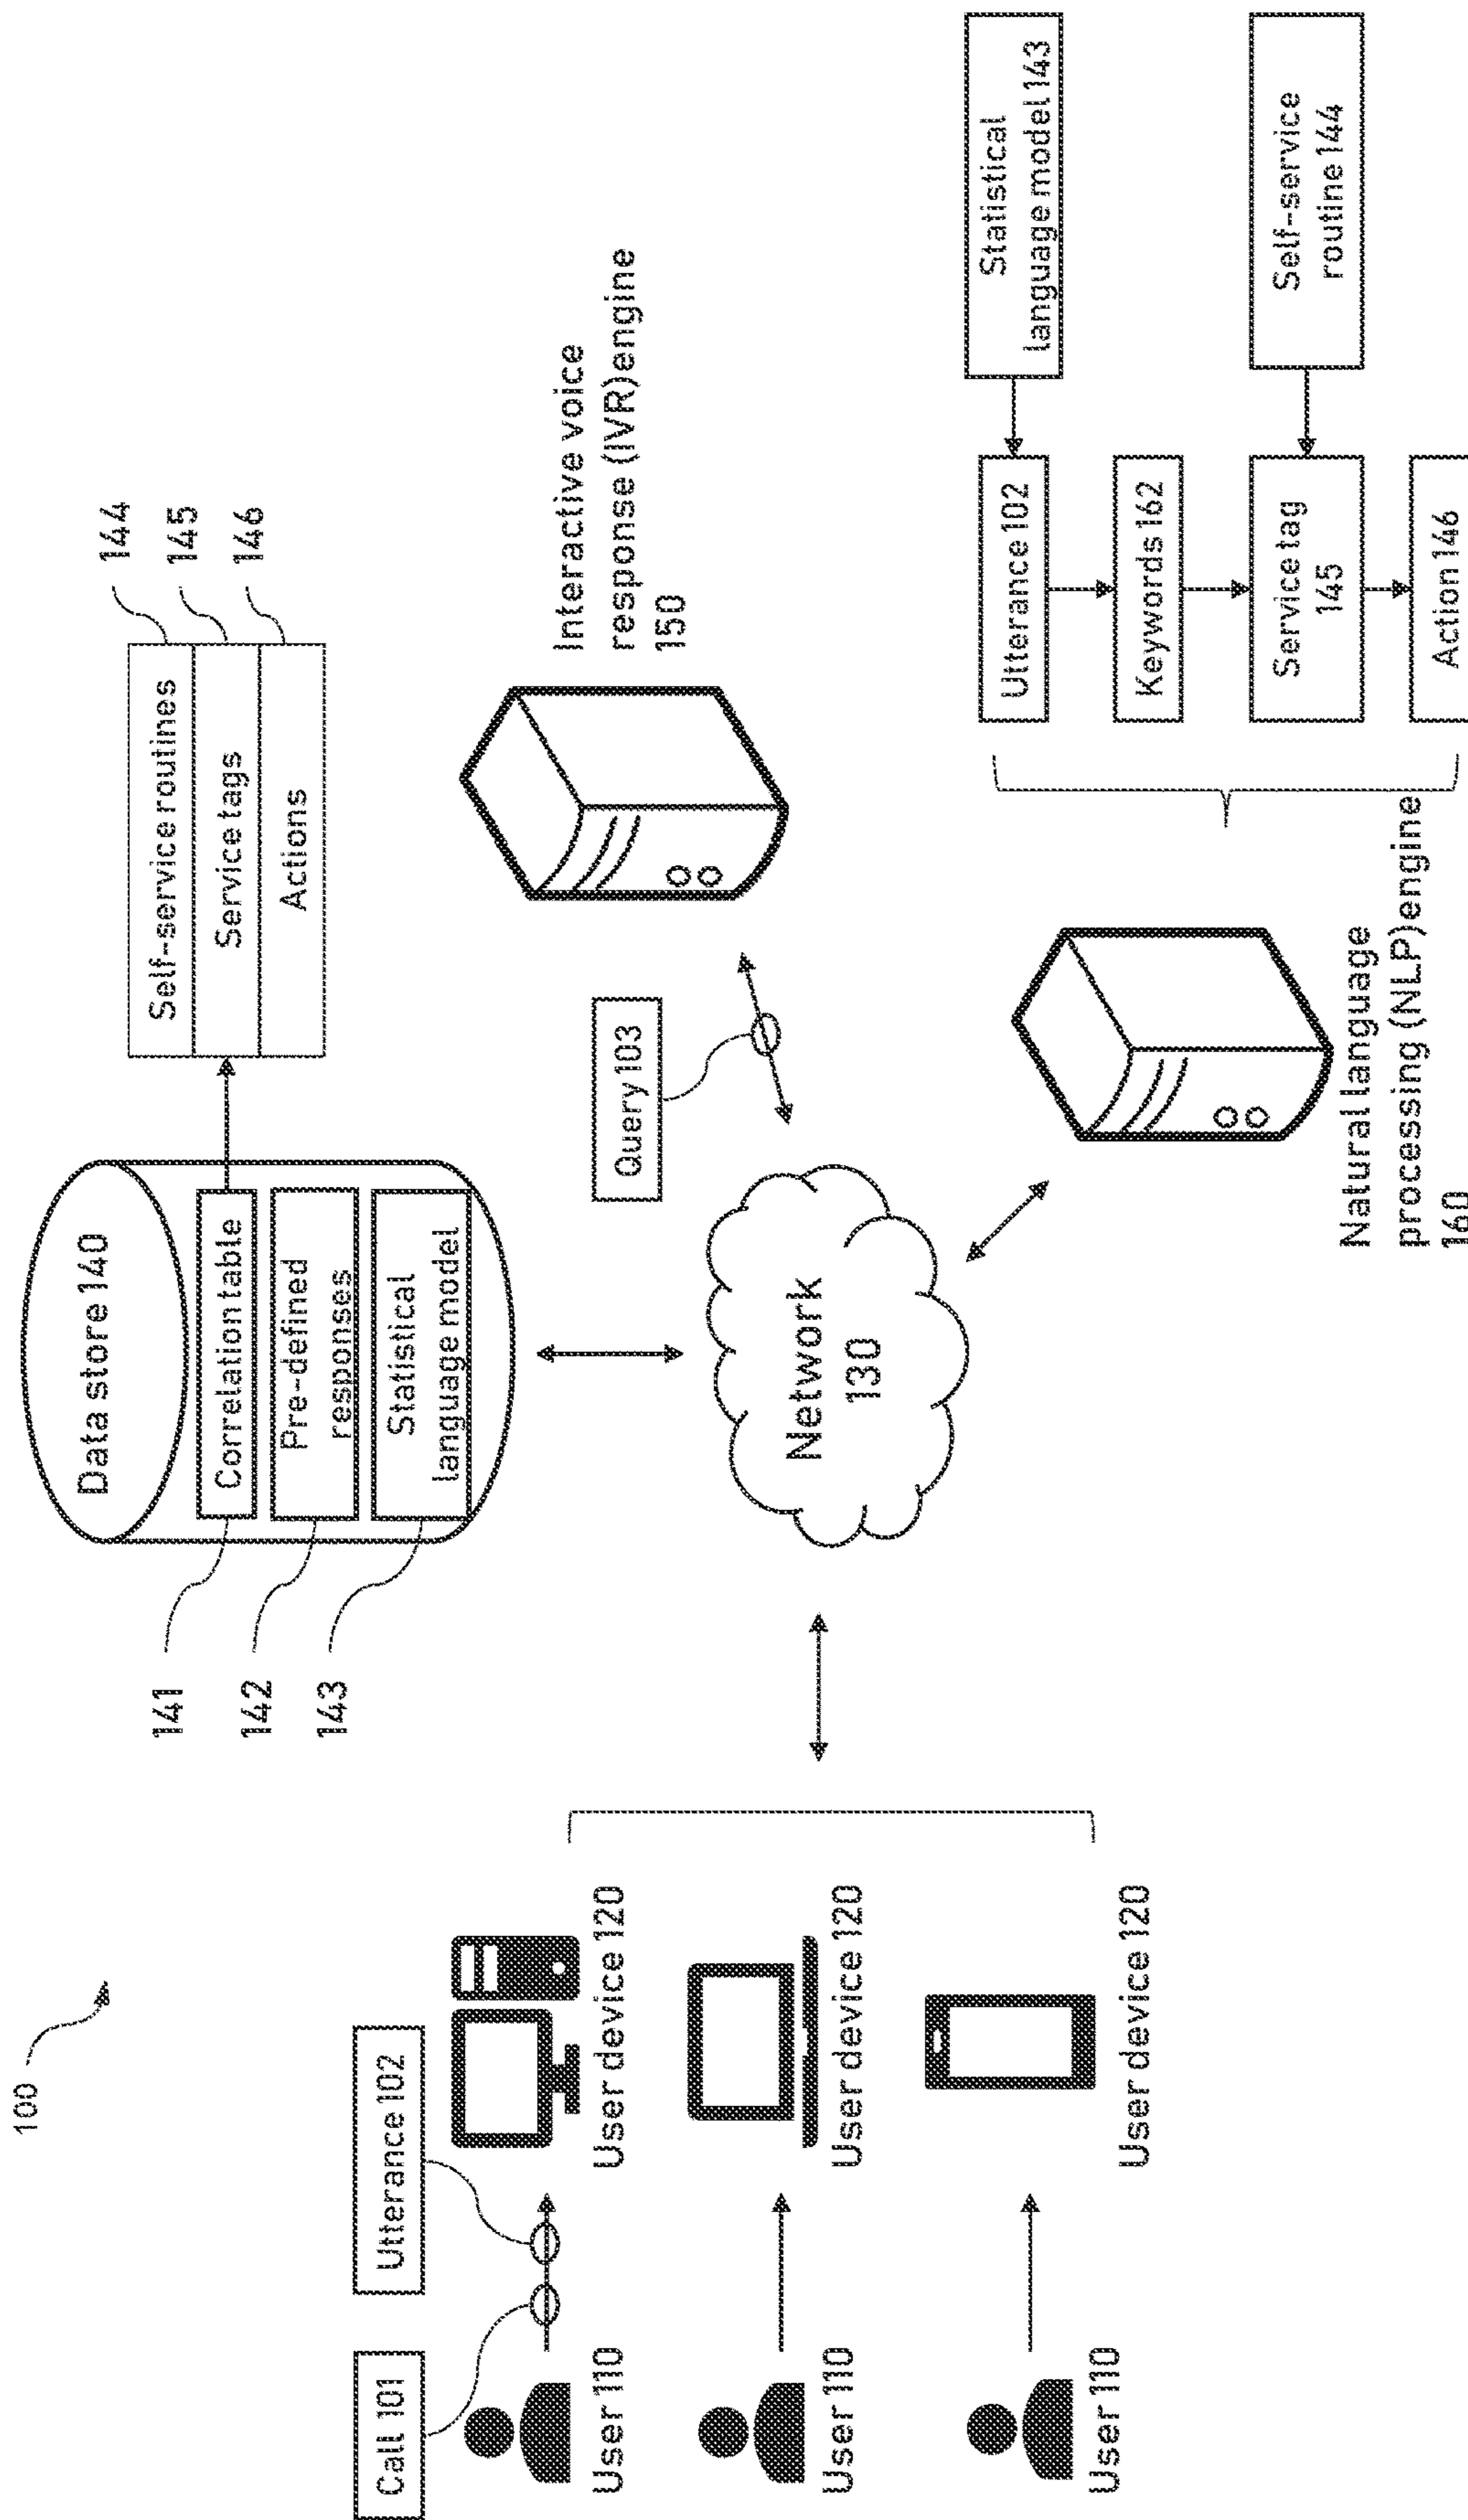 100
Call 101
Utterance 102
User 110
User device 120
User 110
User device 120
User 110
User device 120
Data store 140
Correlation table
Pre-defined
responses
Statistical
language model
141
142
143
Self-service routines
Service tags
Actions
144
145
146
Network
130
Query 103
Interactive voice
response (IVR) engine
150
Natural language
processing (NLP) engine
160
Utterance 102
Keywords 162
Service tag
145
Action 146
Statistical
language model 143
Self-service
routine 144